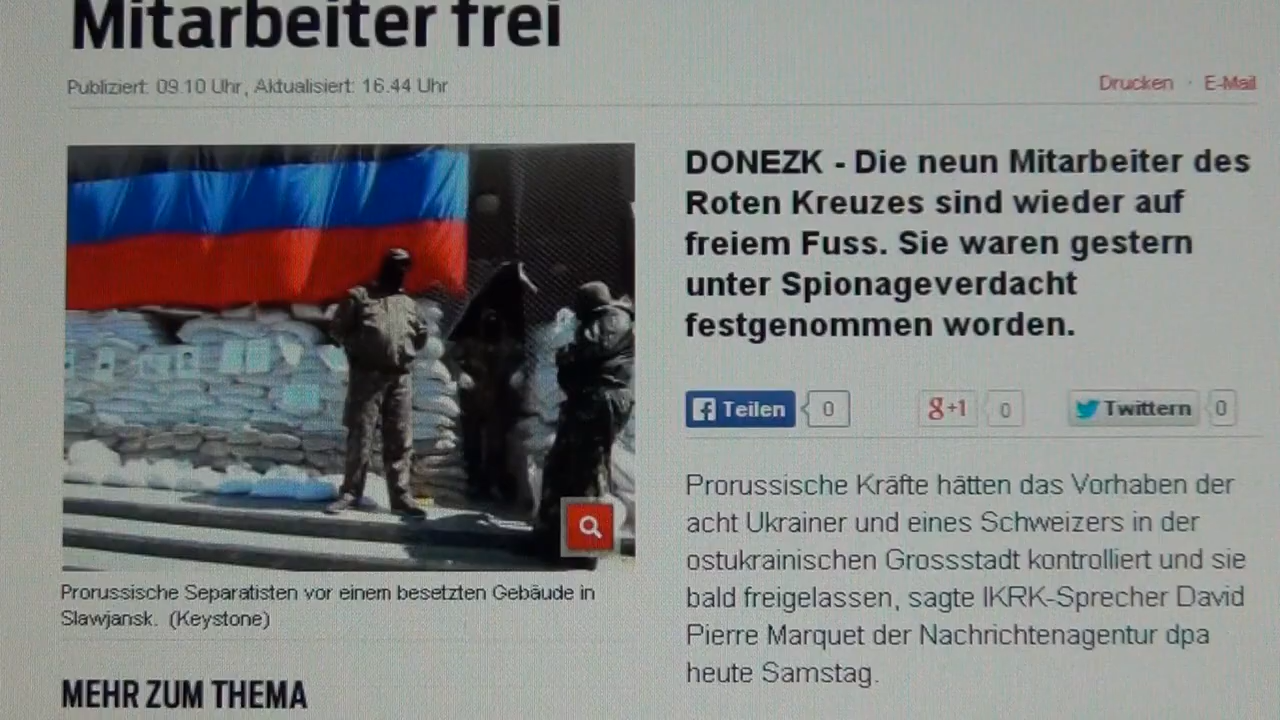 Mitarbeiter frei
Publiziert: 09.10 Uhr, Aktualisiert: 16.44 Uhr
Drucken · E-Mail
DONEZK - Die neun Mitarbeiter des
Roten Kreuzes sind wieder auf
freiem Fuss. Sie waren gestern
unter Spionageverdacht
festgenommen worden.
Teilen 0
g+1 0
Twittern 0
Prorussische Kräfte hätten das Vorhaben der
acht Ukrainer und eines Schweizers in der
ostukrainischen Grossstadt kontrolliert und sie
bald freigelassen, sagte IKRK-Sprecher David
Pierre Marquet der Nachrichtenagentur dpa
heute Samstag.
Prorussische Separatisten vor einem besetzten Gebäude in
Slawjansk. (Keystone)
MEHR ZUM THEMA